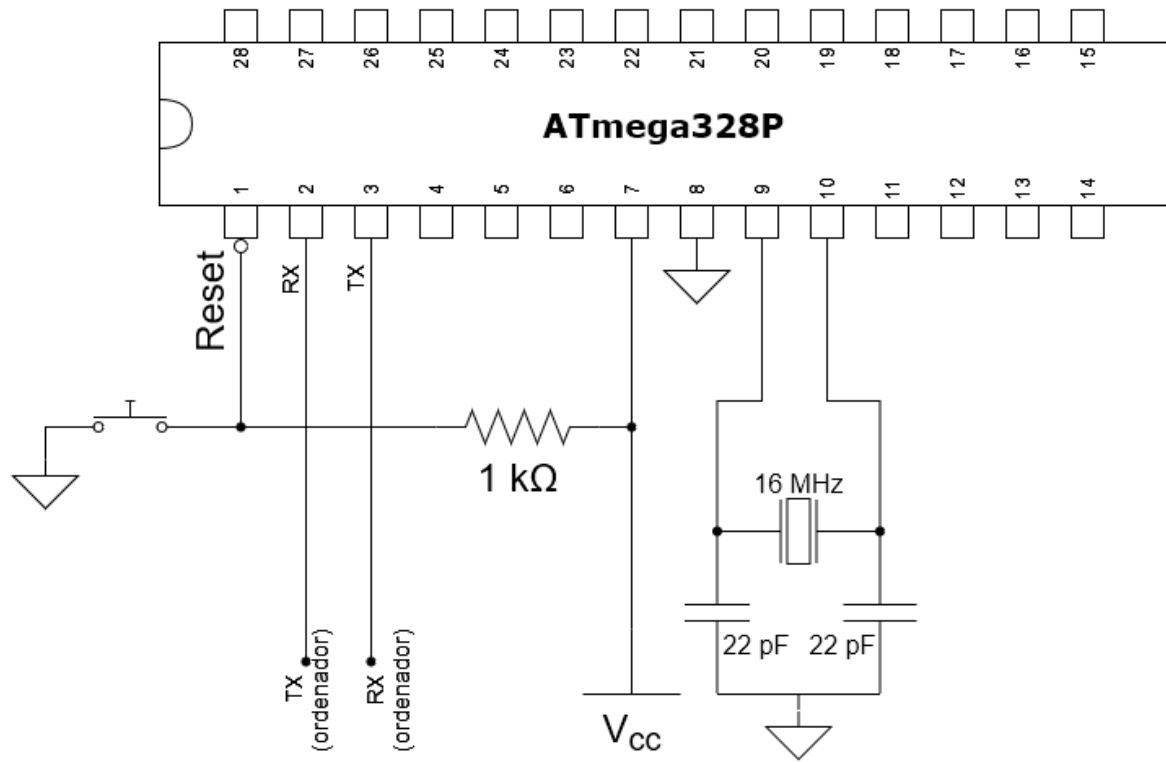 28 27 26 25 24 23 22 21 20 19 18 17 16 15
ATmega328P
1 2 3 4 5 6 7 8 9 10 11 12 13 14
Reset
RX
TX
1 kΩ
16 MHz
22 pF
22 pF
TX
(ordenador)
RX
(ordenador)
VCC